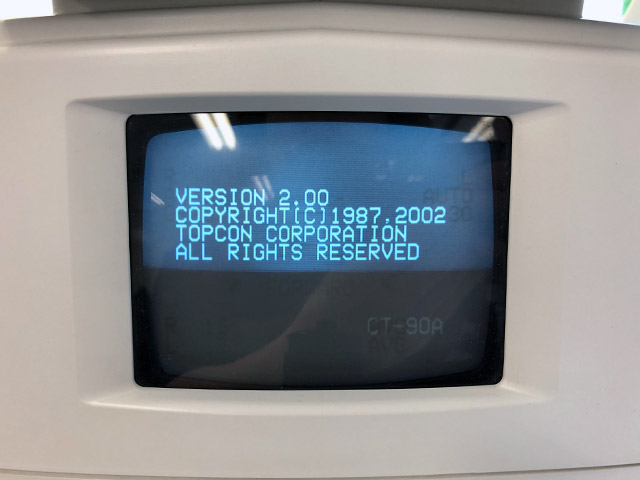 VERSION 2.00
COPYRIGHT(C)1987.2002
TOPCON CORPORATION
ALL RIGHTS RESERVED
CT-90A